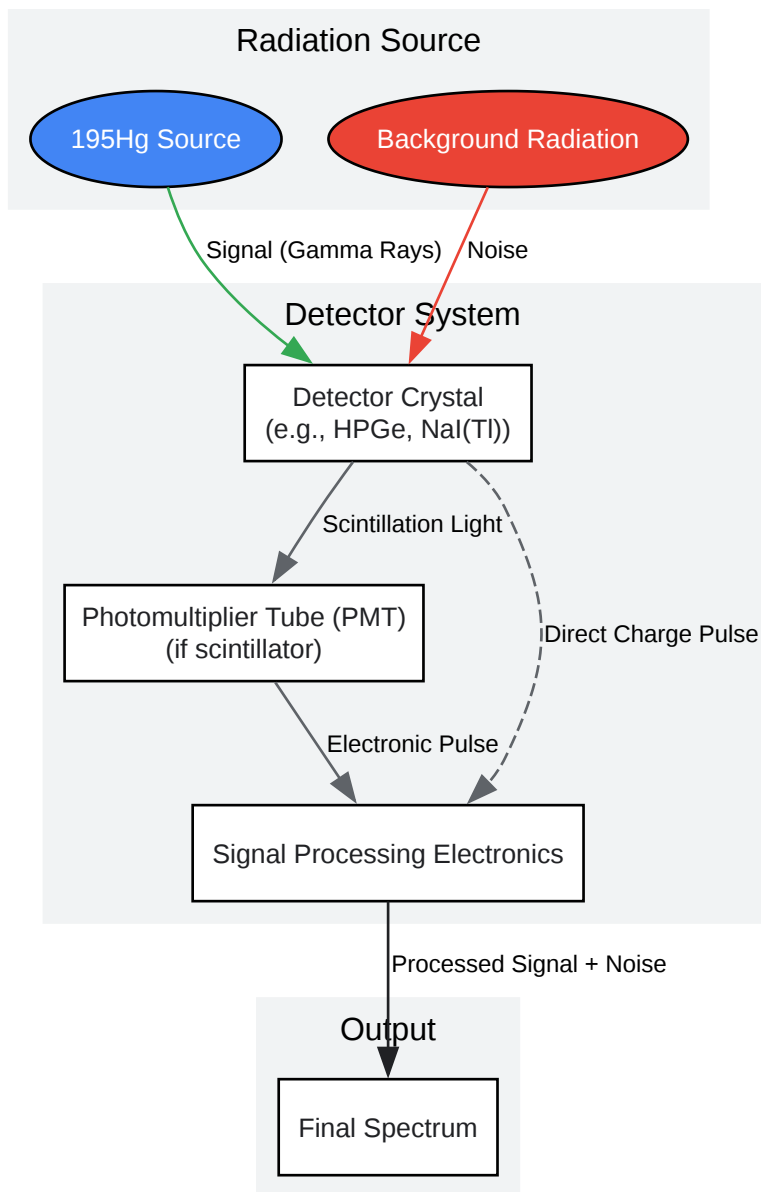 Radiation Source
195Hg Source
Background Radiation
Signal (Gamma Rays)
Noise
Detector System
Detector Crystal
(e.g., HPGe, NaI(Tl))
Scintillation Light
Photomultiplier Tube (PMT)
(if scintillator)
Direct Charge Pulse
Electronic Pulse
Signal Processing Electronics
Processed Signal + Noise
Output
Final Spectrum